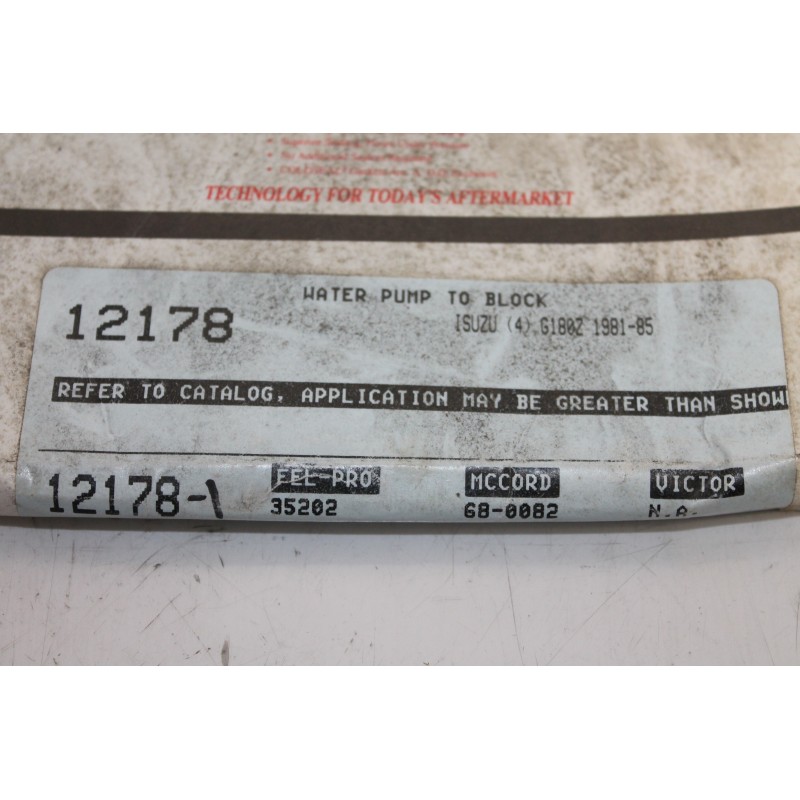 TECHNOLOGY FOR TODAY'S AFTERMARKET
WATER PUMP TO BLOCK
12178
ISUZU (4) G180Z 1981-85
REFER TO CATALOG, APPLICATION MAY BE GREATER THAN SHOWN
12178-1
FEL-PRO
MCCORD
VICTOR
35202
68-0082
N.A.